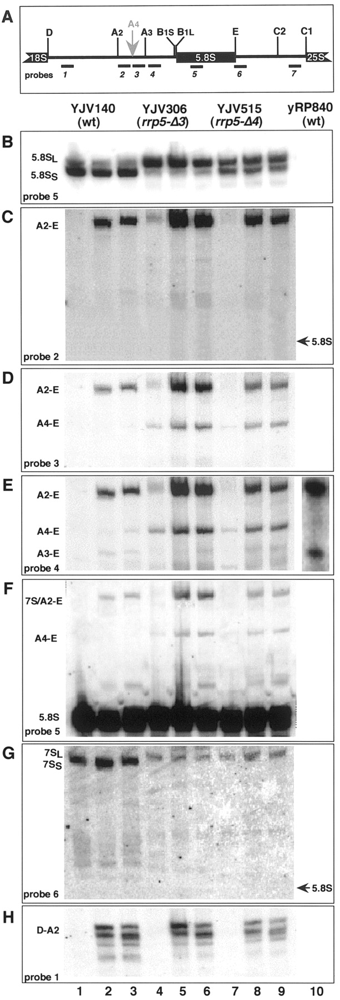 A
D A2 A4 A3 B1S B1L E C2 C1
18S 5.8S 25S
probes 1 2 3 4 5 6 7
YJV140 YJV306 YJV515 yRP840
(wt) (rrp5-Δ3) (rrp5-Δ4) (wt)
B
5.8SL
5.8SS
probe 5
C
A2-E
5.8S
probe 2
D
A2-E
A4-E
probe 3
E
A2-E
A4-E
A3-E
probe 4
F
7S/A2-E
A4-E
5.8S
probe 5
G
7SL
7SS
5.8S
probe 6
H
D-A2
probe 1
1 2 3 4 5 6 7 8 9 10